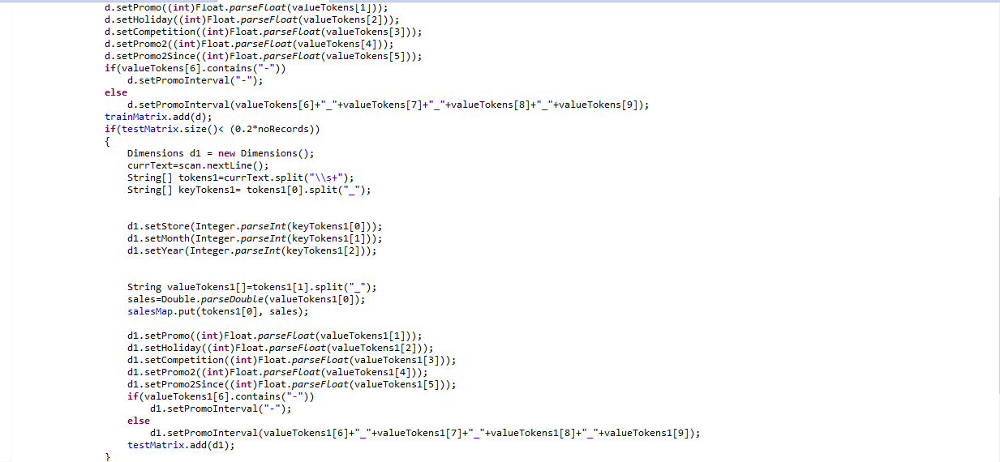 d.setPromo((int)Float.parseFloat(valueTokens[1]));
d.setHoliday((int)Float.parseFloat(valueTokens[2]));
d.setCompetition((int)Float.parseFloat(valueTokens[3]));
d.setPromo2((int)Float.parseFloat(valueTokens[4]));
d.setPromo2Since((int)Float.parseFloat(valueTokens[5]));
if(valueTokens[6].contains("-"))
d.setPromoInterval("-");
else
d.setPromoInterval(valueTokens[6]+"_"+valueTokens[7]+"_"+valueTokens[8]+"_"+valueTokens[9]);
trainMatrix.add(d);
if(testMatrix.size()< (0.2*noRecords))
{
Dimensions d1 = new Dimensions();
currText=scan.nextLine();
String[] tokens1=currText.split("\\s+");
String[] keyTokens1= tokens1[0].split("_");
d1.setStore(Integer.parseInt(keyTokens1[0]));
d1.setMonth(Integer.parseInt(keyTokens1[1]));
d1.setYear(Integer.parseInt(keyTokens1[2]));
String valueTokens1[]=tokens1[1].split("_");
sales=Double.parseDouble(valueTokens1[0]);
salesMap.put(tokens1[0], sales);
d1.setPromo((int)Float.parseFloat(valueTokens1[1]));
d1.setHoliday((int)Float.parseFloat(valueTokens1[2]));
d1.setCompetition((int)Float.parseFloat(valueTokens1[3]));
d1.setPromo2((int)Float.parseFloat(valueTokens1[4]));
d1.setPromo2Since((int)Float.parseFloat(valueTokens1[5]));
if(valueTokens1[6].contains("-"))
d1.setPromoInterval("-");
else
d1.setPromoInterval(valueTokens1[6]+"_"+valueTokens1[7]+"_"+valueTokens1[8]+"_"+valueTokens1[9]);
testMatrix.add(d1);
}